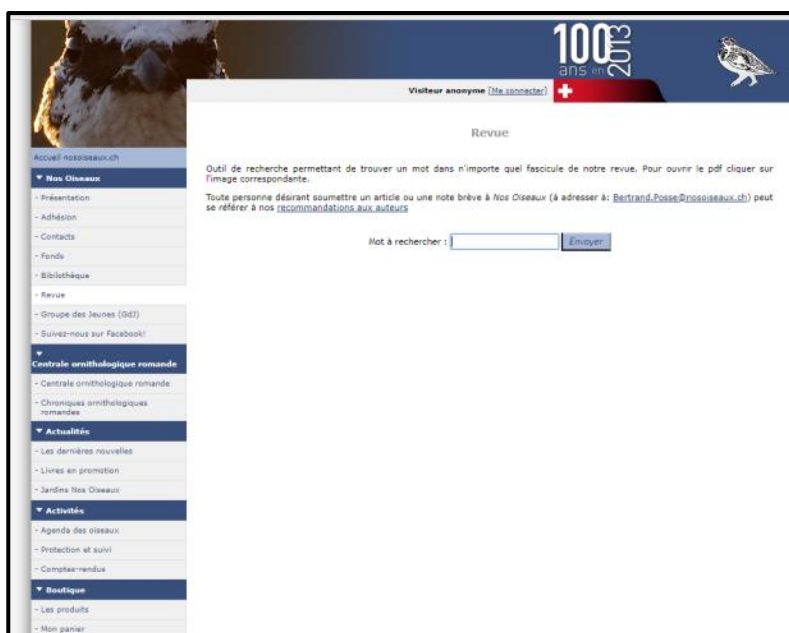 100
ans en
2013
Visiteur anonyme [Me connecter]
Accueil nosoiseaux.ch
▼ Nos Oiseaux
- Présentation
- Adhésion
- Contacts
- Fonds
- Bibliothèque
- Revue
- Groupe des Jeunes (GdJ)
- Suivez-nous sur Facebook!
▼
Centrale ornithologique romande
- Centrale ornithologique romande
- Chroniques ornithologiques
romandes
▼ Actualités
- Les dernières nouvelles
- Livres en promotion
- Jardins Nos Oiseaux
▼ Activités
- Agenda des oiseaux
- Protection et suivi
- Comptes-rendus
▼ Boutique
- Les produits
- Mon panier
Revue
Outil de recherche permettant de trouver un mot dans n'importe quel fascicule de notre revue. Pour ouvrir le pdf cliquer sur
l'image correspondante.
Toute personne désirant soumettre un article ou une note brève à Nos Oiseaux (à adresser à: Bertrand.Posse@nosoiseaux.ch) peut
se référer à nos recommandations aux auteurs
Mot à rechercher : Envoyer